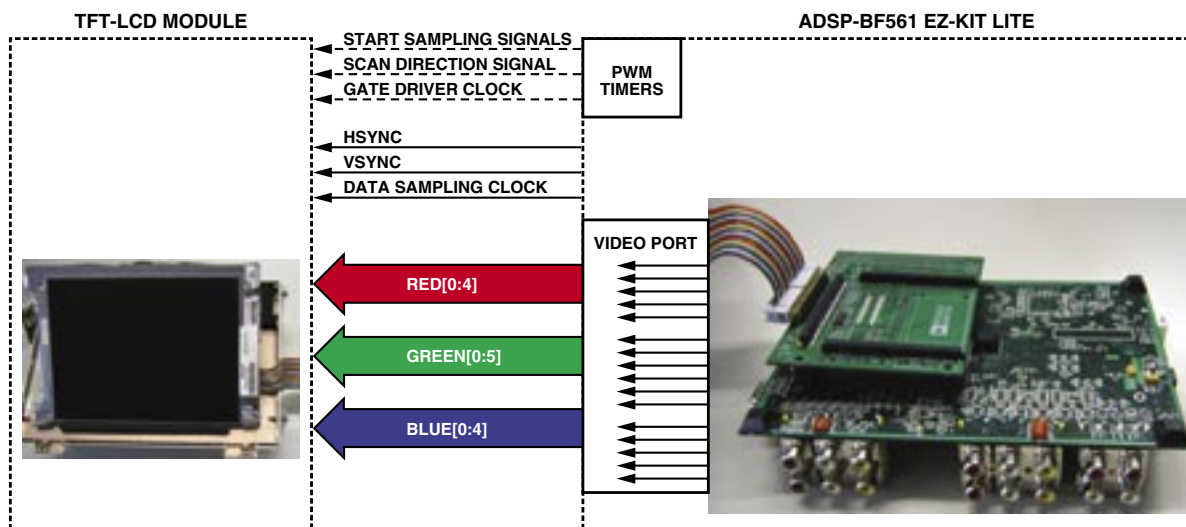 TFT-LCD MODULE
ADSP-BF561 EZ-KIT LITE
START SAMPLING SIGNALS
SCAN DIRECTION SIGNAL
GATE DRIVER CLOCK
PWM
TIMERS
HSYNC
VSYNC
DATA SAMPLING CLOCK
VIDEO PORT
RED[0:4]
GREEN[0:5]
BLUE[0:4]